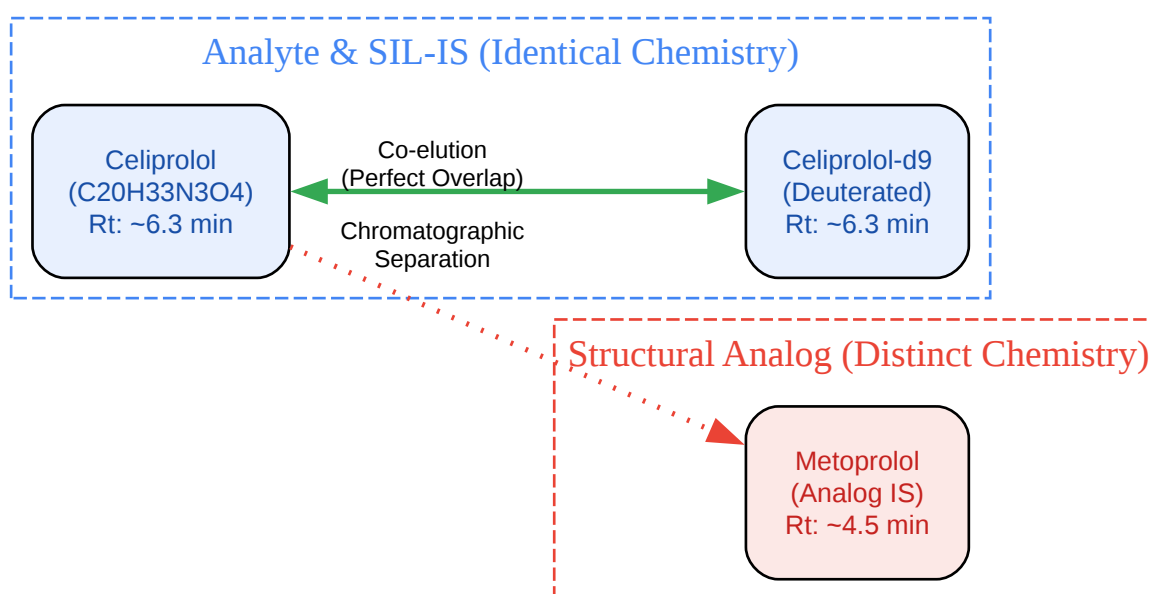 Analyte & SIL-IS (Identical Chemistry)
Celiprolol
(C20H33N3O4)
Rt: ~6.3 min
Co-elution
(Perfect Overlap)
Chromatographic
Separation
Celiprolol-d9
(Deuterated)
Rt: ~6.3 min
Structural Analog (Distinct Chemistry)
Metoprolol
(Analog IS)
Rt: ~4.5 min